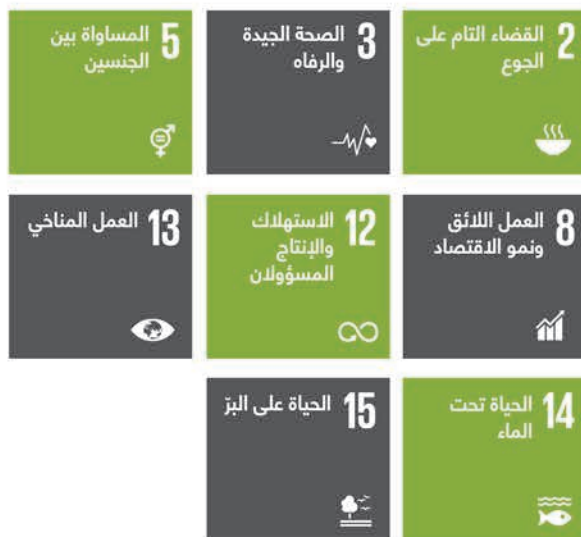 2 القضاء التام على
الجوع
3 الصحة الجيدة
والرفاه
5 المساواة بين
الجنسين
8 العمل اللائق
ونمو الاقتصاد
12 الاستهلاك
والإنتاج
المسؤولان
13 العمل المناخي
14 الحياة تحت
الماء
15 الحياة على البرّ